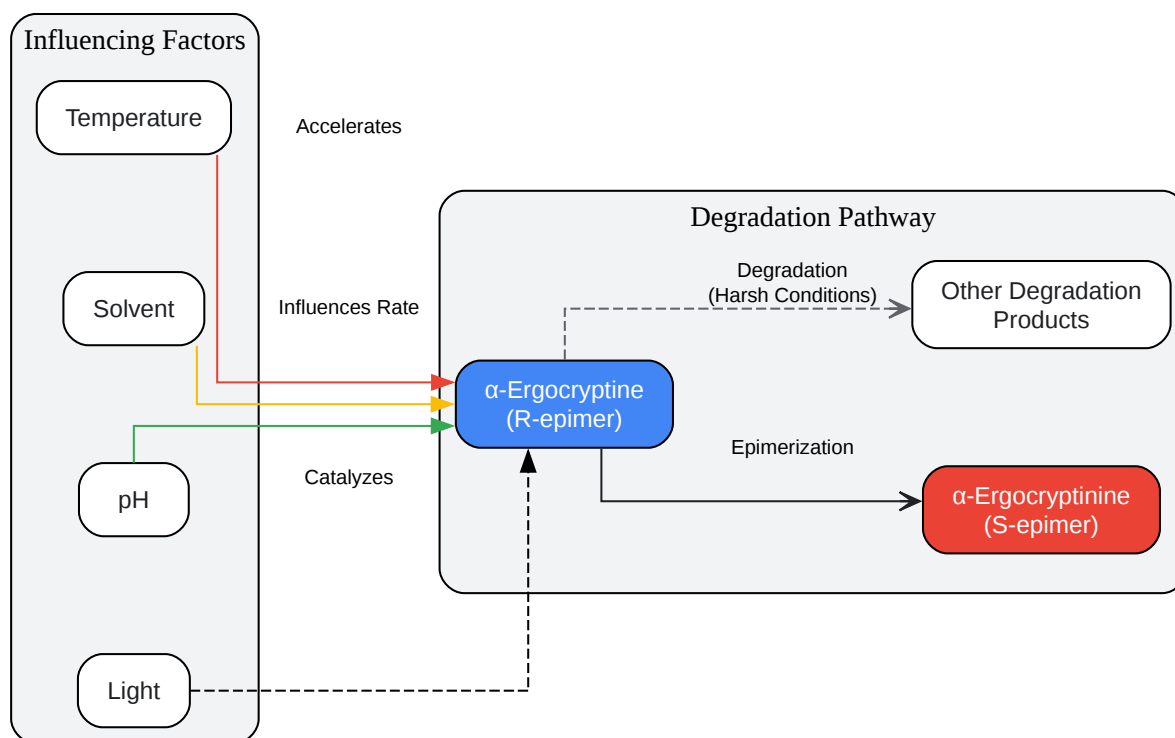 Influencing Factors
Temperature
Accelerates
Solvent
Influences Rate
pH
Catalyzes
Light
Degradation Pathway
Degradation
(Harsh Conditions)
Other Degradation
Products
α-Ergocryptine
(R-epimer)
Epimerization
α-Ergocryptinine
(S-epimer)